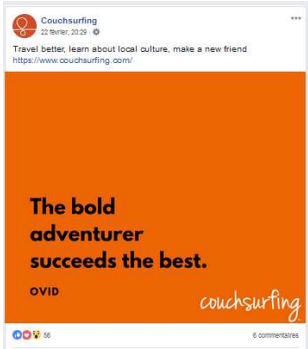 Couchsurfing
22 février, 20:29 ·
Travel better, learn about local culture, make a new friend
https://www.couchsurfing.com/
The bold
adventurer
succeeds the best.
OVID
couchsurfing
56
6 commentaires